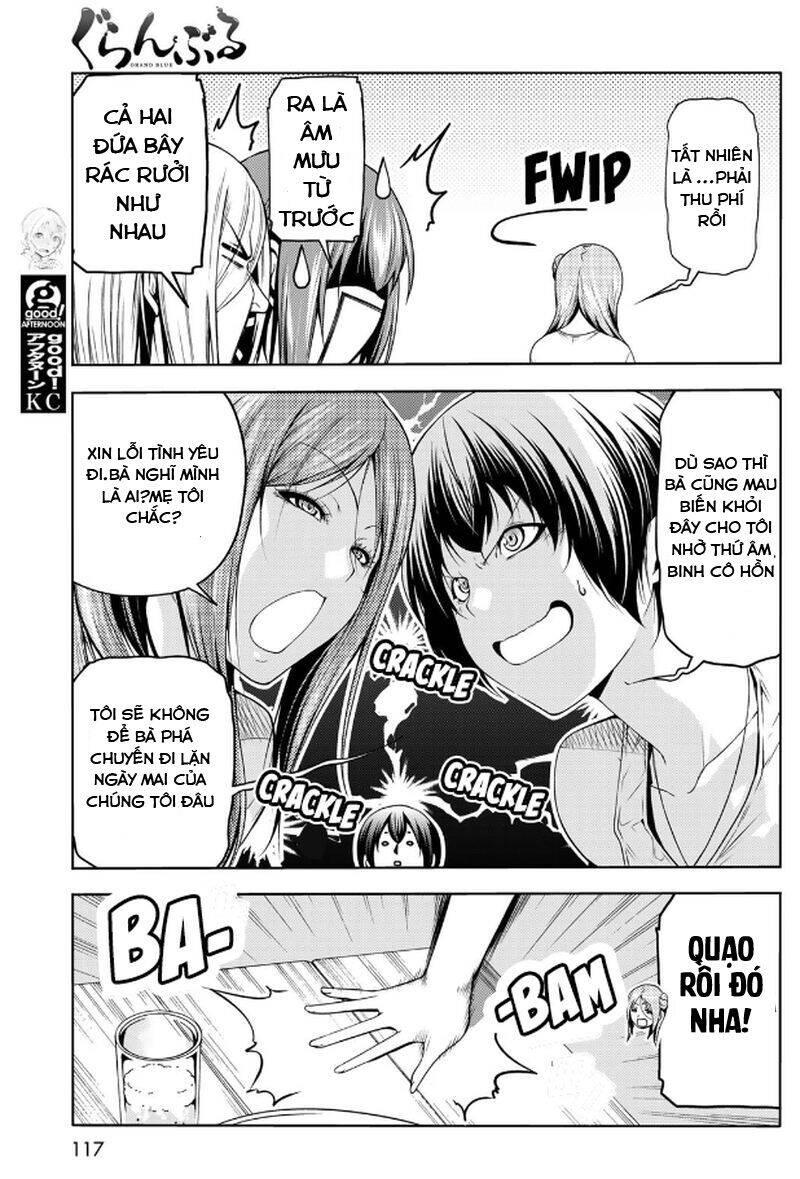 ぐらんぶる
GRAND BLUE
TẤT NHIÊN
LÀ ...PHẢI
THU PHÍ
RỒI
FWIP
RA LÀ
ÂM
MƯU
TỪ
TRƯỚC
CẢ HAI
ĐỨA BÂY
RÁC RƯỞI
NHƯ
NHAU
good!
AFTERNOON
good!
アフタヌーン
KC
DÙ SAO THÌ
BÀ CŨNG MAU
BIẾN KHỎI
ĐÂY CHO TÔI
NHỜ THỨ ÂM
BINH CÔ HỒN
XIN LỖI TÌNH YÊU
ĐI.BÀ NGHĨ MÌNH
LÀ AI?MẸ TÔI
CHẮC?
CRACKLE
CRACKLE
CRACKLE
TÔI SẼ KHÔNG
ĐỂ BÀ PHÁ
CHUYẾN ĐI LẶN
NGÀY MAI CỦA
CHÚNG TÔI ĐÂU
QUẠO
RỒI ĐÓ
NHA!
BA-
-BAM
117